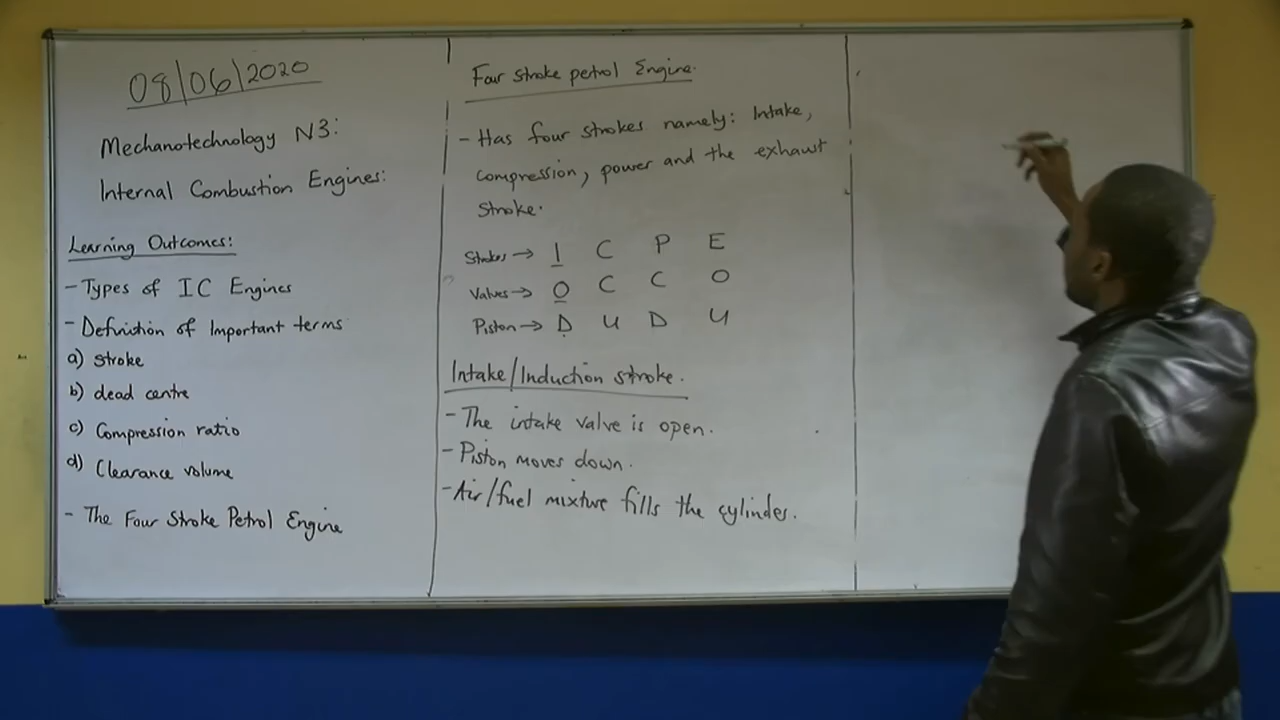 08/06/2020
Mechanotechnology N3:
Internal Combustion Engines:
Learning Outcomes:
- Types of IC Engines
- Definition of Important terms
a) stroke
b) dead centre
c) Compression ratio
d) Clearance volume
- The Four Stroke Petrol Engine
Four stroke petrol Engine.
- Has four strokes namely: Intake,
compression, power and the exhaust
stroke.
Strokes → I C P E
Valves → O C C O
Piston → D U D U
Intake/Induction stroke.
- The intake valve is open.
- Piston moves down.
- Air/fuel mixture fills the cylinder.